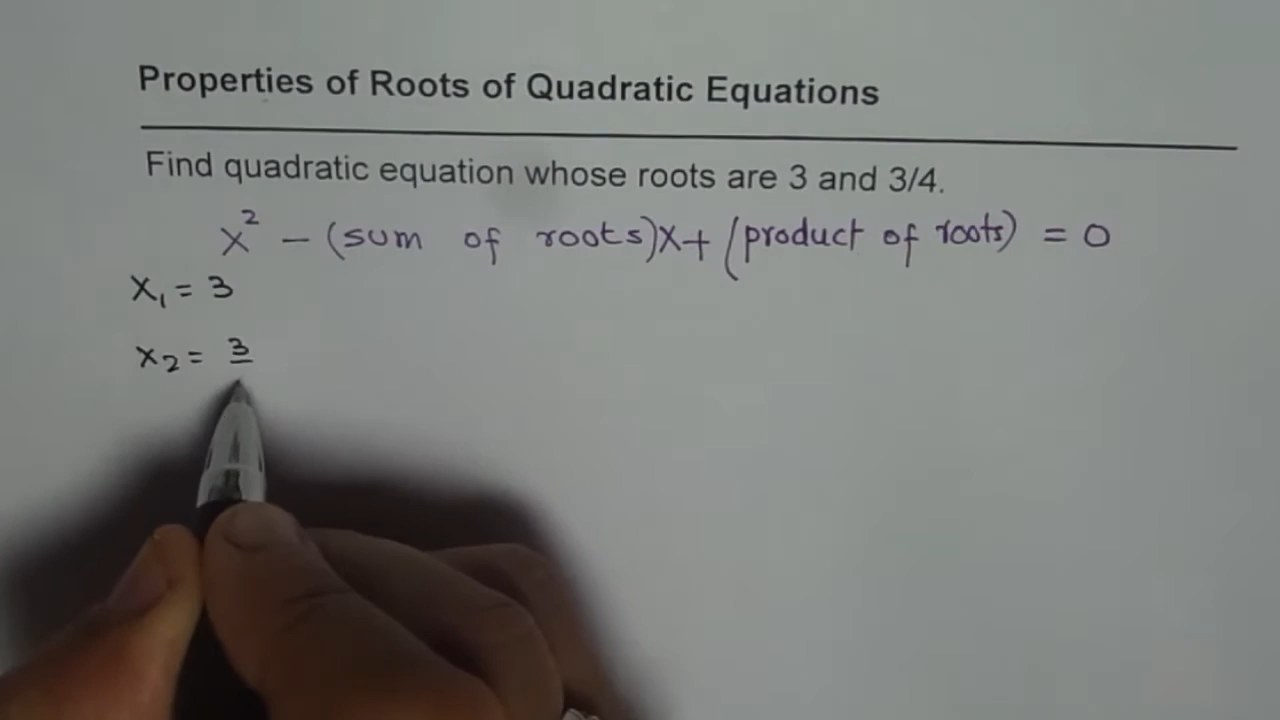 Properties of Roots of Quadratic Equations
Find quadratic equation whose roots are 3 and 3/4.
x² − (sum of roots)x + (product of roots) = 0
x₁ = 3
x₂ = 3